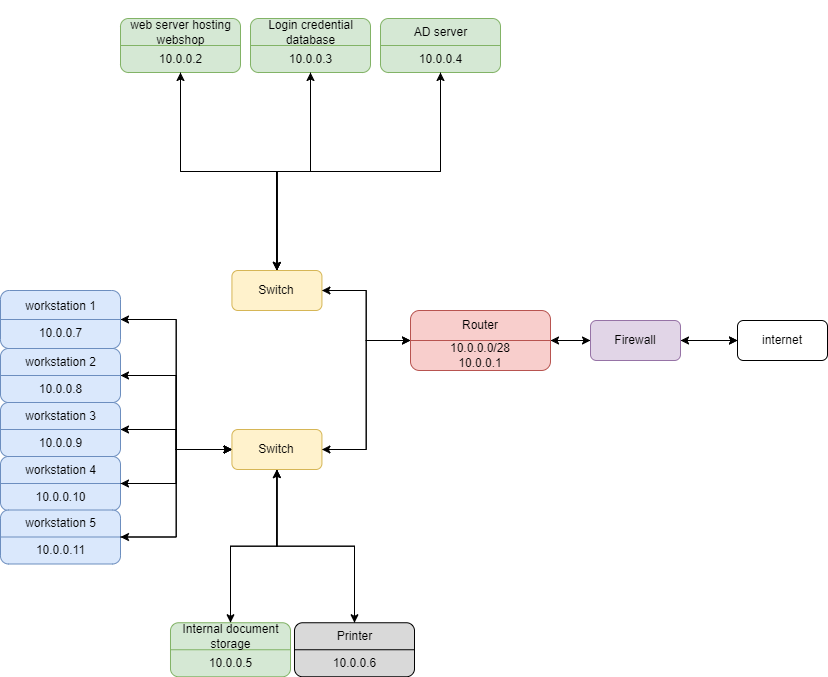 web server hosting
webshop
10.0.0.2
Login credential
database
10.0.0.3
AD server
10.0.0.4
Switch
workstation 1
10.0.0.7
workstation 2
10.0.0.8
workstation 3
10.0.0.9
workstation 4
10.0.0.10
workstation 5
10.0.0.11
Router
10.0.0.0/28
10.0.0.1
Firewall
internet
Switch
Internal document
storage
10.0.0.5
Printer
10.0.0.6